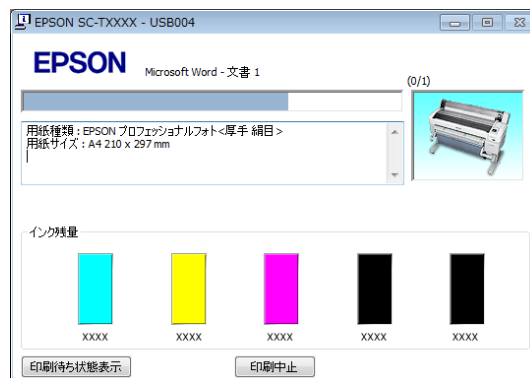 EPSON SC-TXXXX - USB004
EPSON
Microsoft Word - 文書 1
(0/1)
用紙種類 : EPSON プロフェッショナルフォト<厚手 絹目>
用紙サイズ : A4 210 x 297 mm
インク残量
XXXX XXXX XXXX XXXX XXXX
印刷待ち状態表示 印刷中止